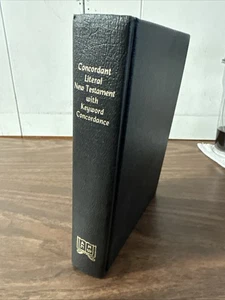 Concordant
Literal
New Testament
with
Keyword
Concordance